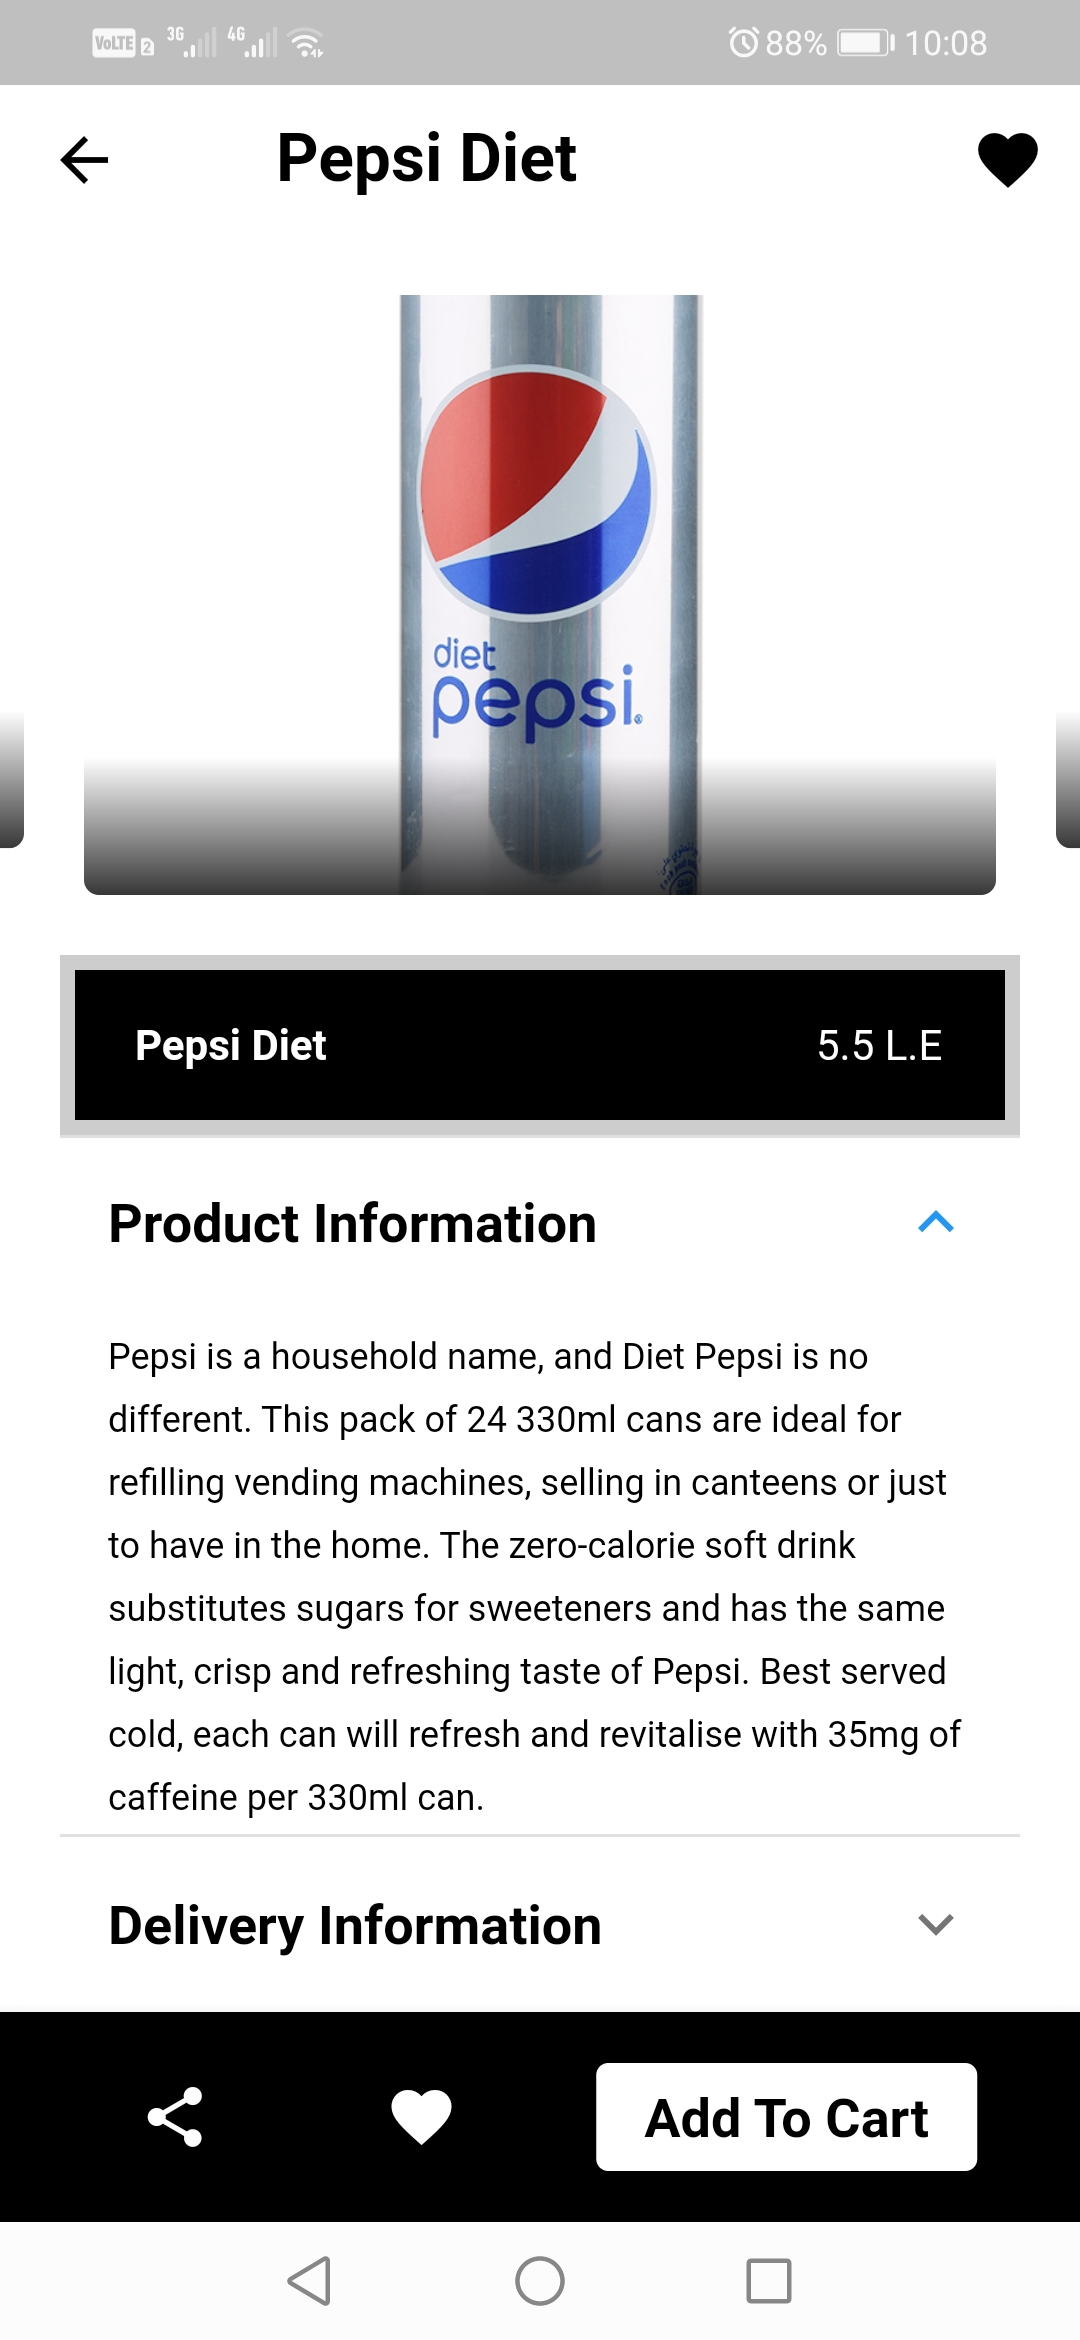 VoLTE 2 3G 4G 88% 10:08
Pepsi Diet
diet
pepsi®
Pepsi Diet 5.5 L.E
Product Information
Pepsi is a household name, and Diet Pepsi is no
different. This pack of 24 330ml cans are ideal for
refilling vending machines, selling in canteens or just
to have in the home. The zero-calorie soft drink
substitutes sugars for sweeteners and has the same
light, crisp and refreshing taste of Pepsi. Best served
cold, each can will refresh and revitalise with 35mg of
caffeine per 330ml can.
Delivery Information
Add To Cart